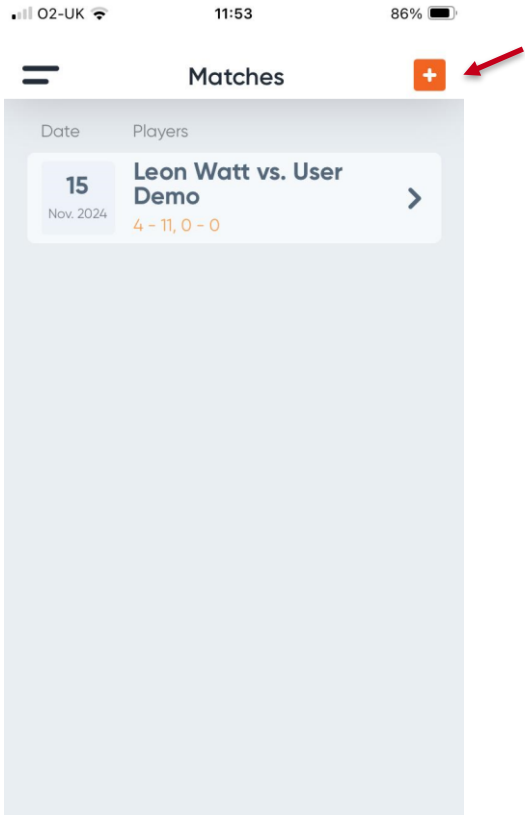 O2-UK 11:53 86%
Matches +
Date Players
15
Nov. 2024
Leon Watt vs. User
Demo
4 - 11, 0 - 0